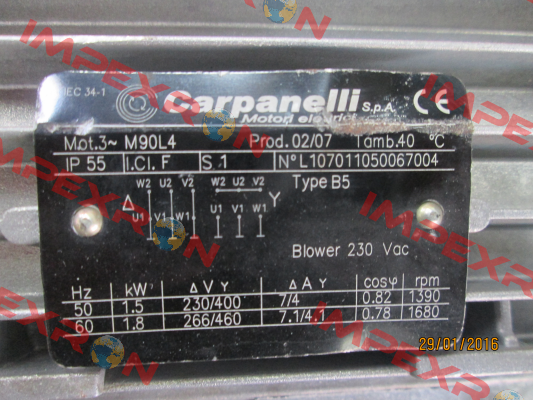 IEC 34-1
Carpanelli S.p.A. CE
Motori elettrici
Mot.3~ M90L4 Prod.02/07 Tamb.40 °C
IP 55 I.Cl. F S.1 N°L107011050067004
W2 U2 V2 W2 U2 V2 Type B5
Δ Y
U1 V1 W1 U1 V1 W1
Blower 230 Vac
Hz kW Δ V Y Δ A Y cosφ rpm
50 1.5 230/400 7/4 0.82 1390
60 1.8 266/460 7.1/4.1 0.78 1680
29/01/2016
IMPEXRON
IMPEXRON
IMPEXRON
IMPEXRON